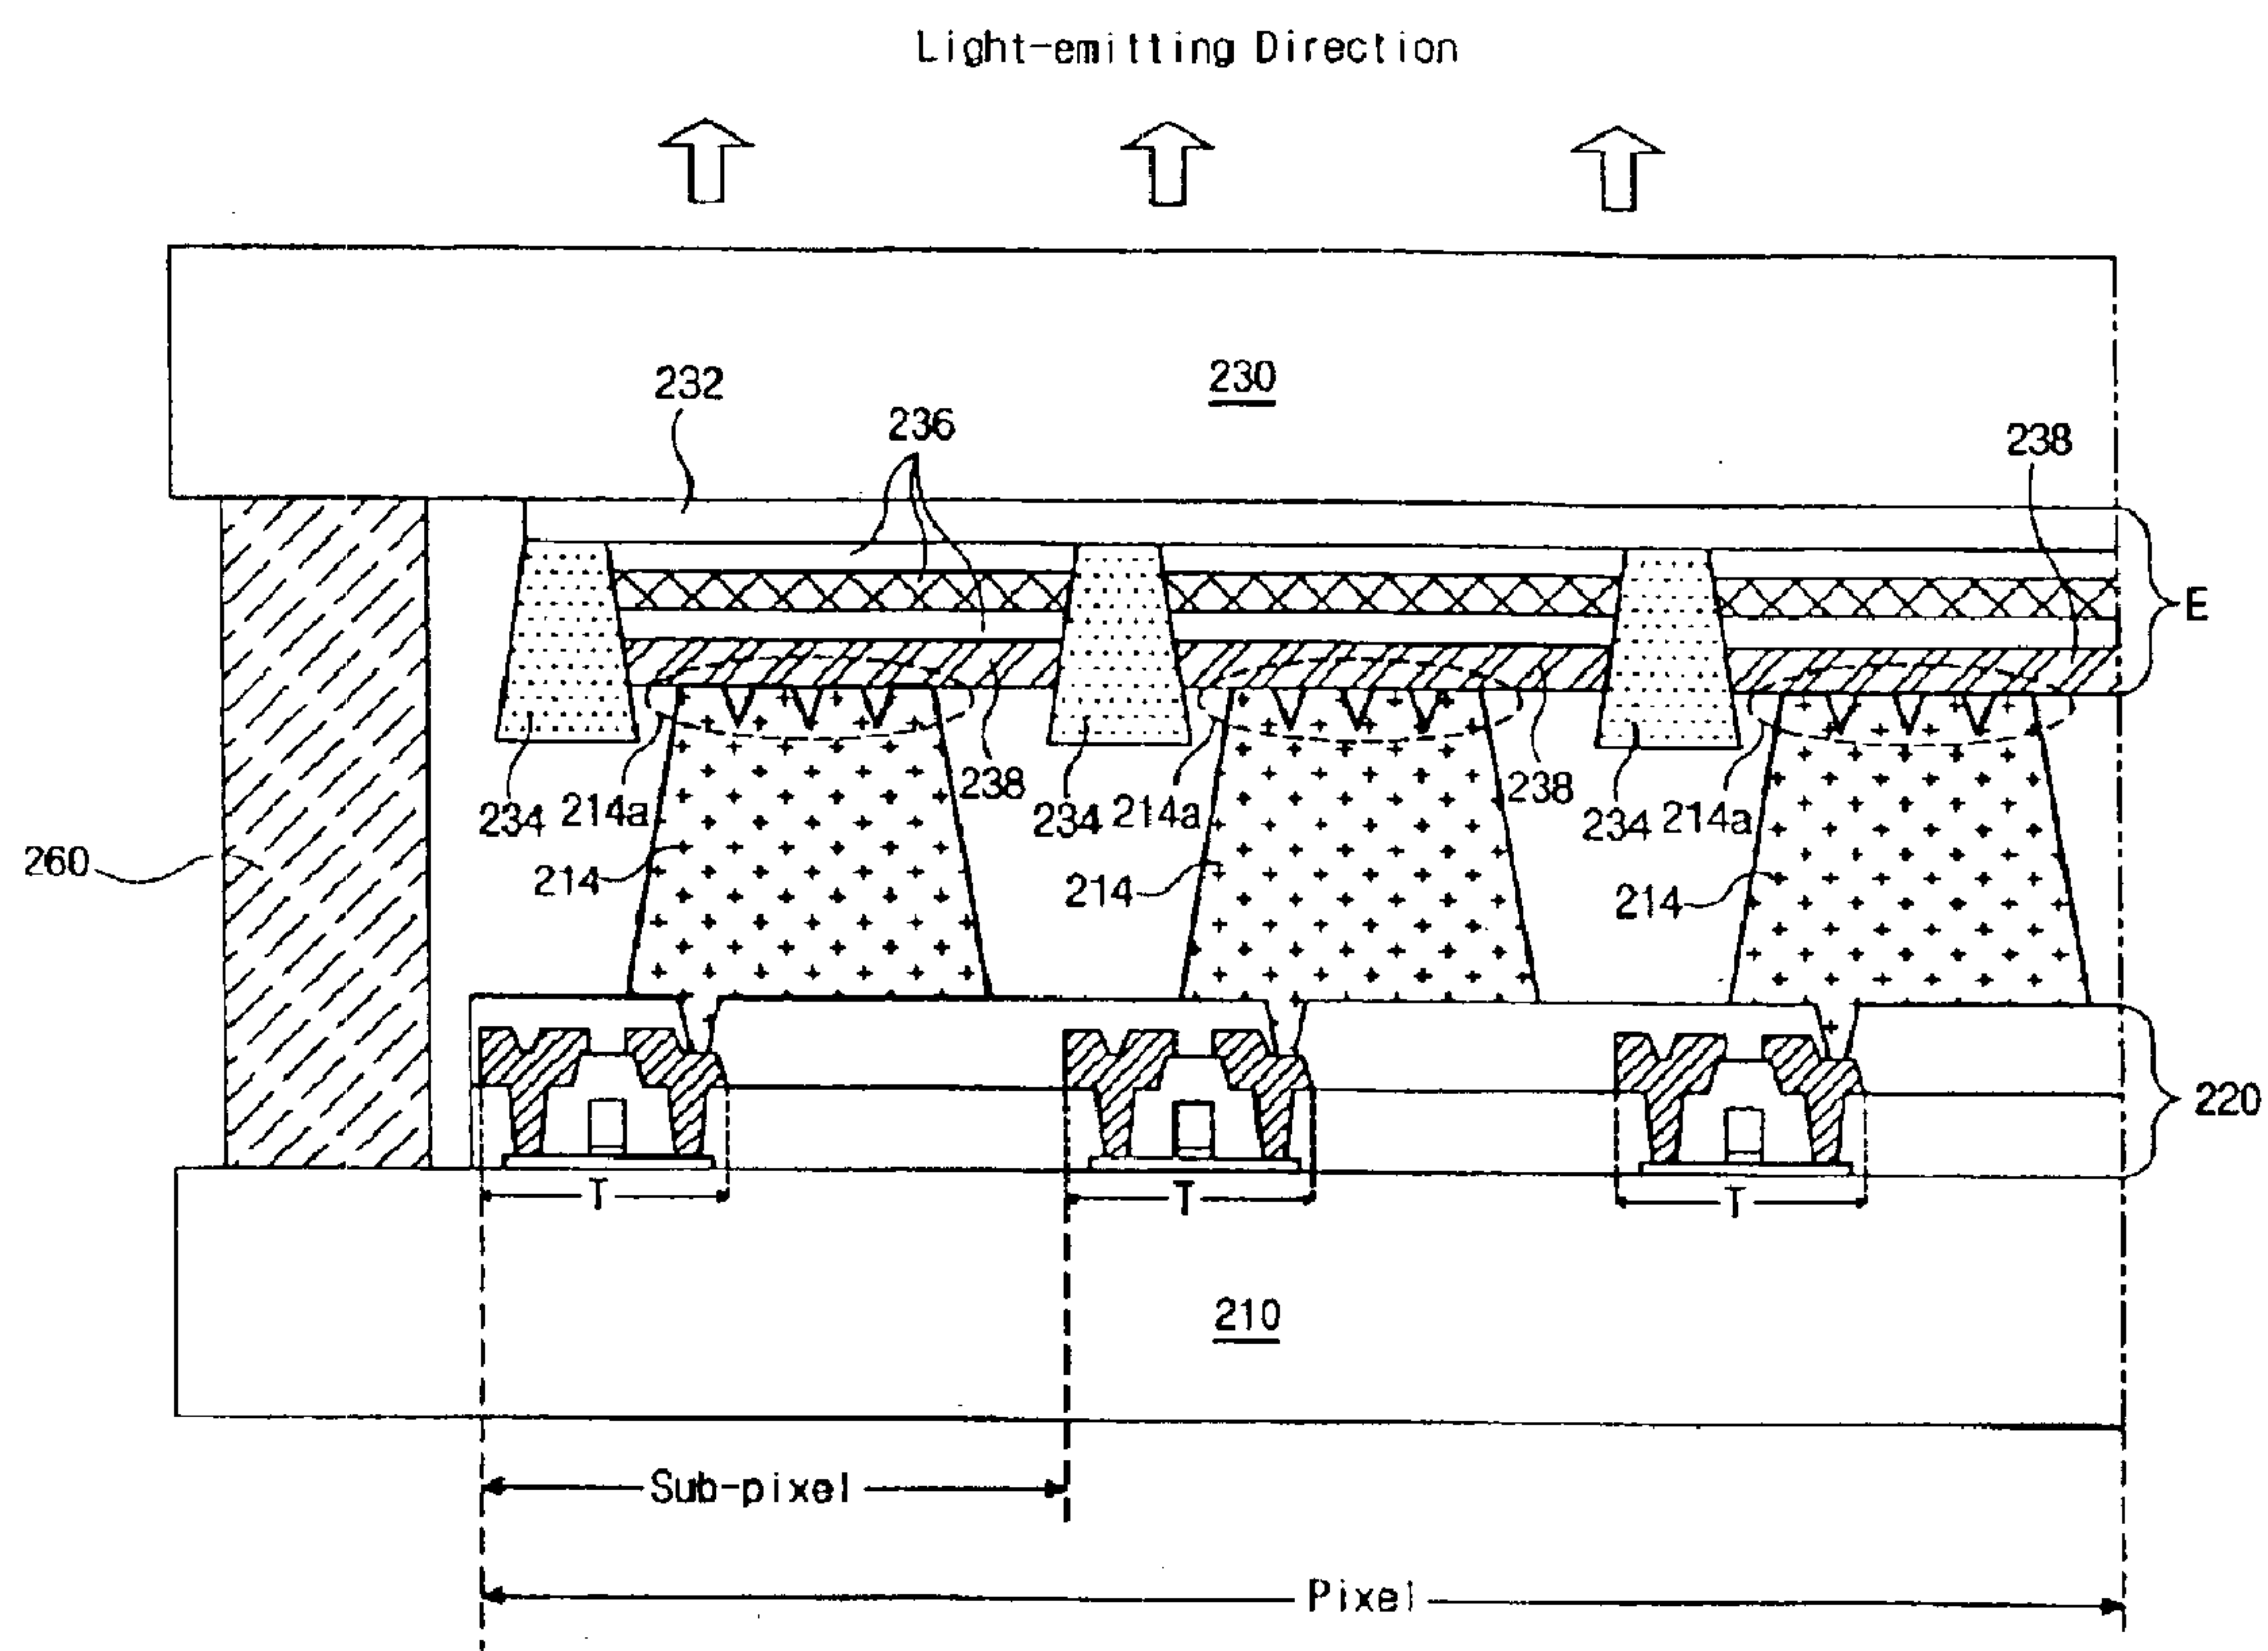 Light-emitting Direction
232
230
236
238
E
234
214a
238
234
214a
238
234
214a
260
214
214
214
220
T
T
T
210
Sub-pixel
Pixel